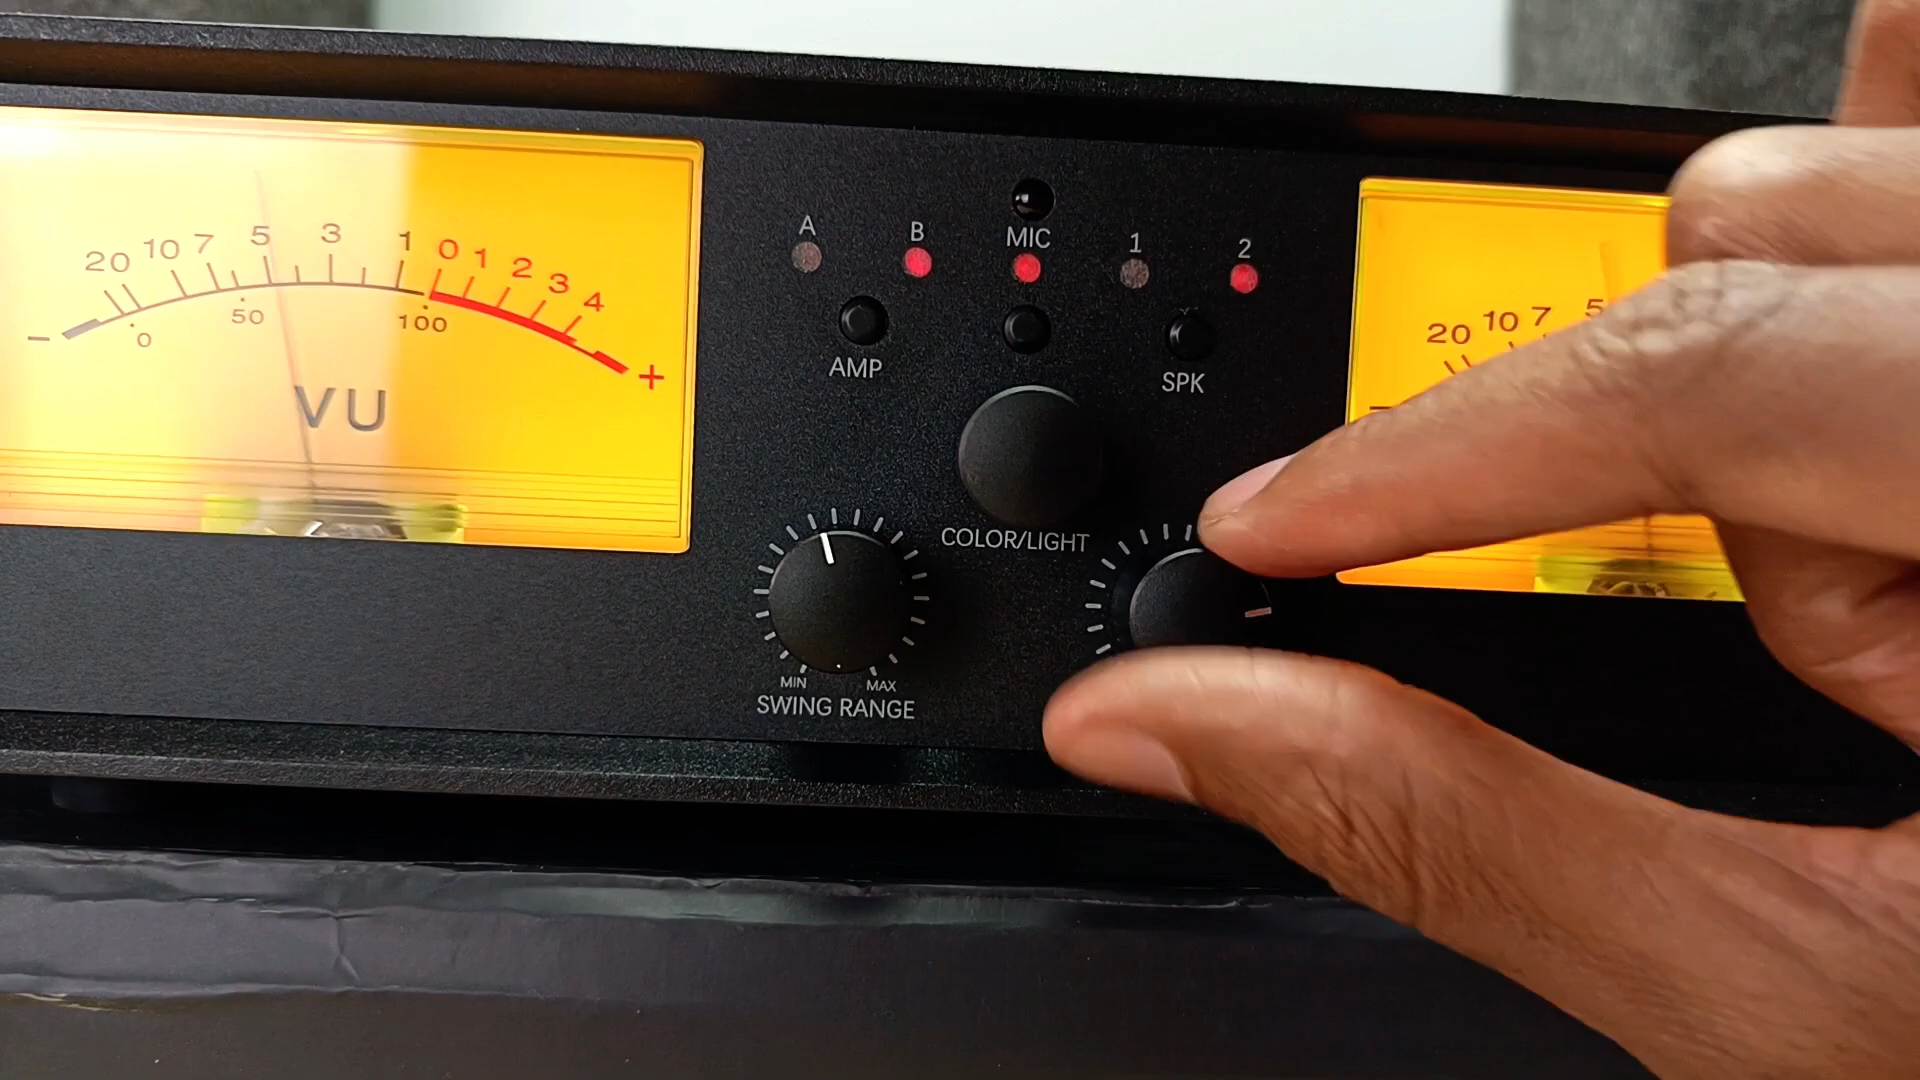 20 10 7 5 3 1 0 1 2 3 4
- 0 50 100 +
VU
A B MIC 1 2
AMP SPK
COLOR/LIGHT
MIN MAX
SWING RANGE
20 10 7 5
-